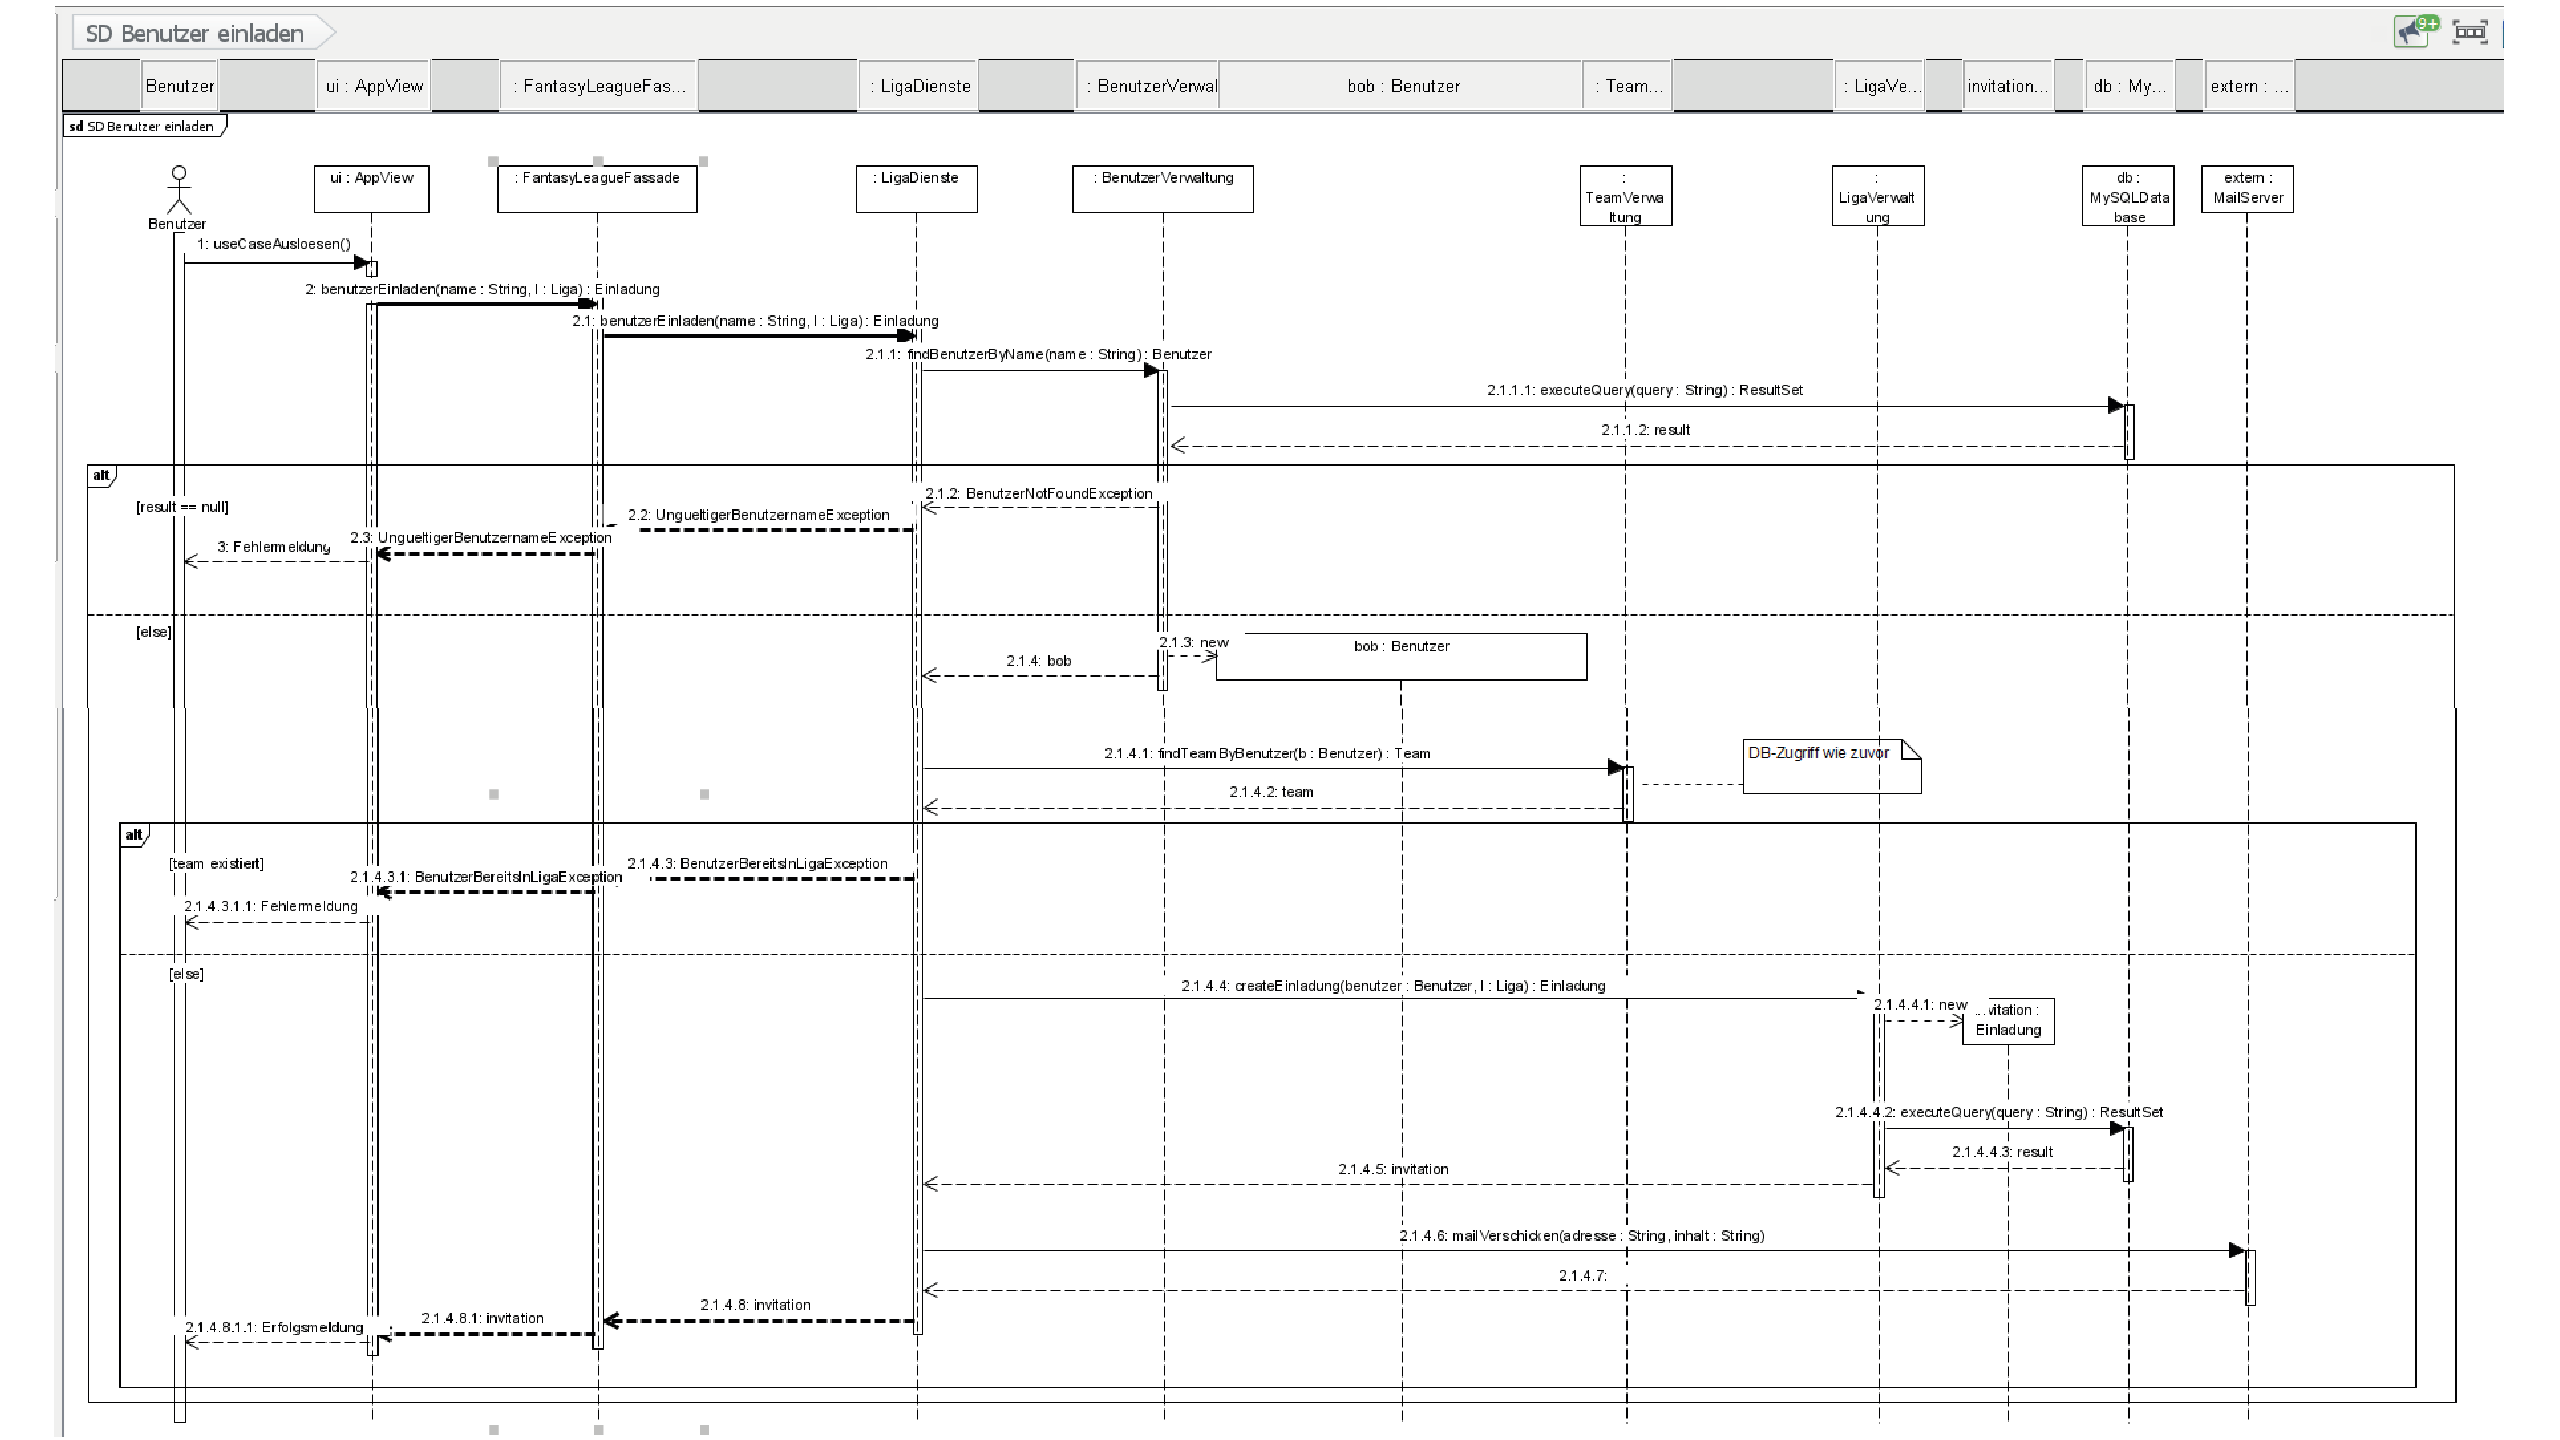 SD Benutzer einladen
9+
Benutzer
ui : AppView
: FantasyLeagueFas...
: LigaDienste
: BenutzerVerwal
bob : Benutzer
: Team...
: LigaVe...
invitation...
db : My...
extern : ...
sd SD Benutzer einladen
Benutzer
ui : AppView
: FantasyLeagueFassade
: LigaDienste
: BenutzerVerwaltung
:
TeamVerwa
ltung
:
LigaVerwalt
ung
db :
MySQLData
base
extern :
MailServer
1: useCaseAusloesen()
2: benutzerEinladen(name : String, l : Liga) : Einladung
2.1: benutzerEinladen(name : String, l : Liga) : Einladung
2.1.1: findBenutzerByName(name : String) : Benutzer
2.1.1.1: executeQuery(query : String) : ResultSet
2.1.1.2: result
alt
[result == null]
2.1.2: BenutzerNotFoundException
2.2: UngueltigerBenutzernameException
2.3: UngueltigerBenutzernameException
3: Fehlermeldung
[else]
2.1.3: new
bob : Benutzer
2.1.4: bob
2.1.4.1: findTeamByBenutzer(b : Benutzer) : Team
DB-Zugriff wie zuvor
2.1.4.2: team
alt
[team existiert]
2.1.4.3: BenutzerBereitsInLigaException
2.1.4.3.1: BenutzerBereitsInLigaException
2.1.4.3.1.1: Fehlermeldung
[else]
2.1.4.4: createEinladung(benutzer : Benutzer, l : Liga) : Einladung
2.1.4.4.1: new
vitation :
Einladung
2.1.4.4.2: executeQuery(query : String) : ResultSet
2.1.4.4.3: result
2.1.4.5: invitation
2.1.4.6: mailVerschicken(adresse : String, inhalt : String)
2.1.4.7:
2.1.4.8: invitation
2.1.4.8.1: invitation
2.1.4.8.1.1: Erfolgsmeldung